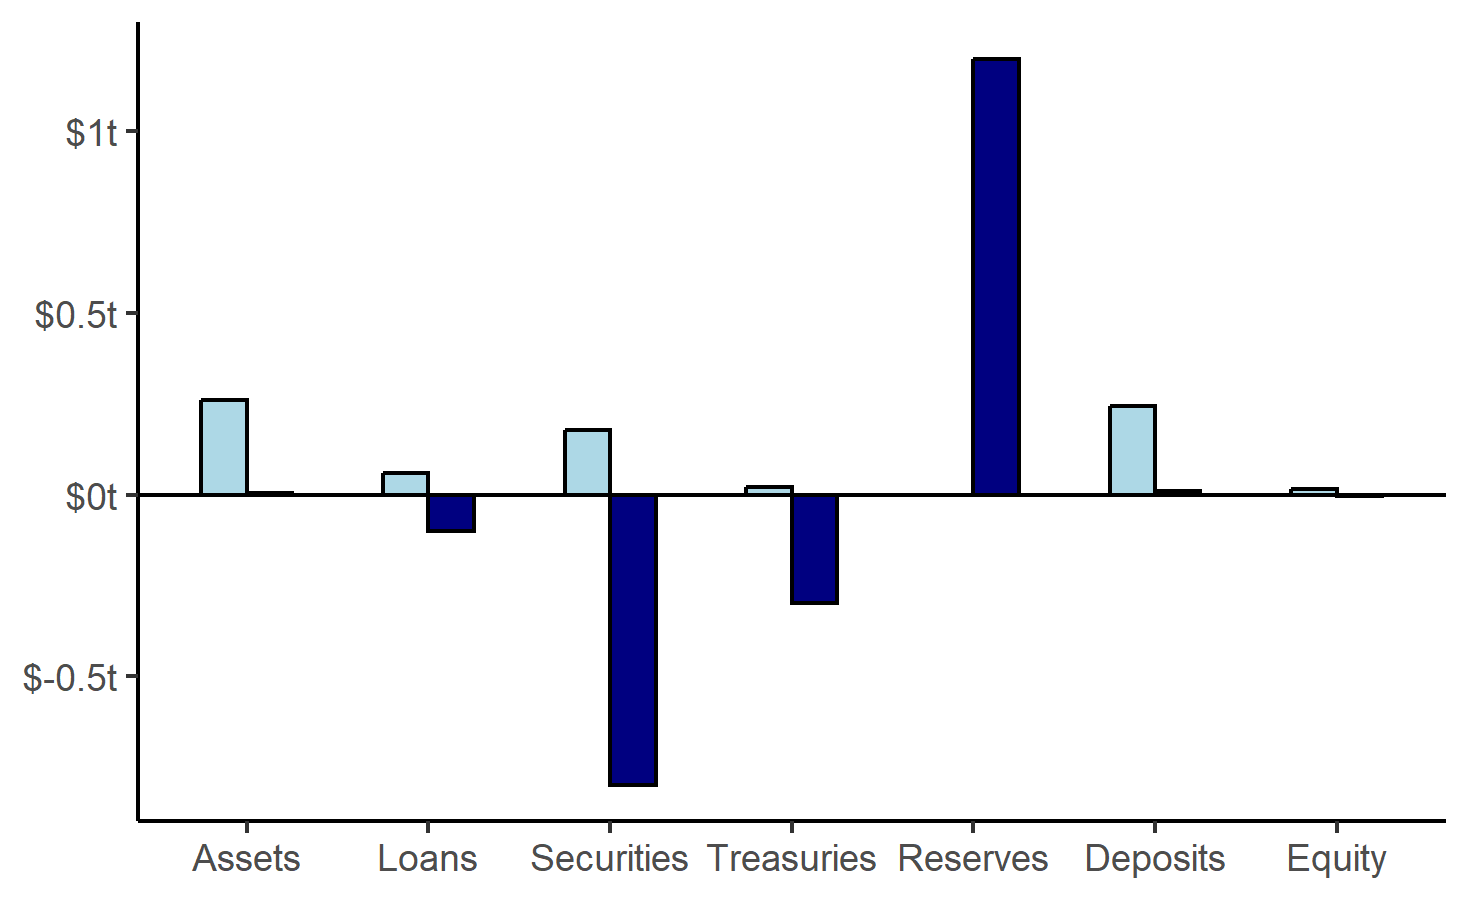 $1t
$0.5t
$0t
$-0.5t
Assets Loans Securities Treasuries Reserves Deposits Equity